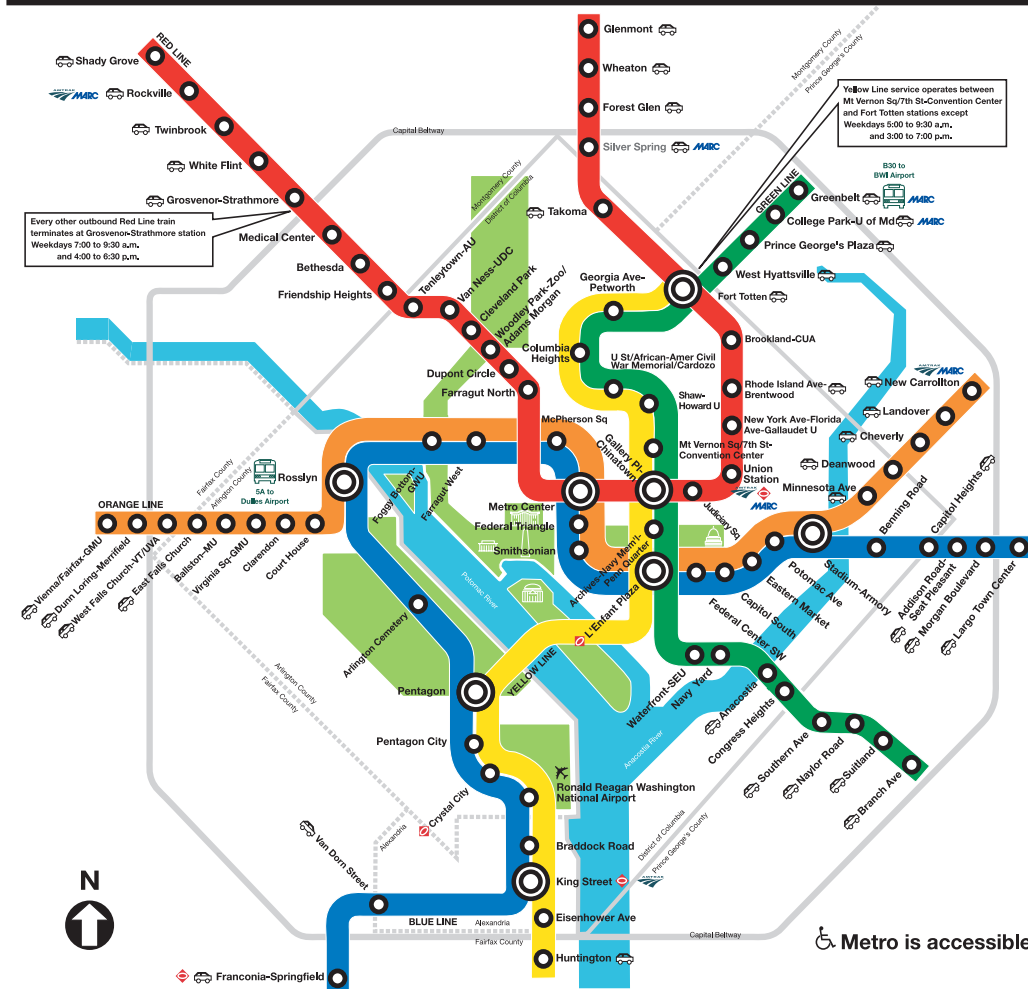 Glenmont
Wheaton
Forest Glen
Silver Spring
MARC
Takoma
RED LINE
Shady Grove
AMTRAK
MARC
Rockville
Twinbrook
White Flint
Grosvenor-Strathmore
Medical Center
Bethesda
Friendship Heights
Tenleytown-AU
Van Ness-UDC
Cleveland Park
Woodley Park-Zoo/
Adams Morgan
Dupont Circle
Farragut North
Every other outbound Red Line train
terminates at Grosvenor-Strathmore station
Weekdays 7:00 to 9:30 a.m.
and 4:00 to 6:30 p.m.
Capital Beltway
Montgomery County
District of Columbia
Montgomery County
Prince George's County
Yellow Line service operates between
Mt Vernon Sq/7th St-Convention Center
and Fort Totten stations except
Weekdays 5:00 to 9:30 a.m.
and 3:00 to 7:00 p.m.
B30 to
BWI Airport
GREEN LINE
Greenbelt
MARC
College Park-U of Md
MARC
Prince George's Plaza
West Hyattsville
Fort Totten
Georgia Ave-
Petworth
Columbia
Heights
U St/African-Amer Civil
War Memorial/Cardozo
Shaw-
Howard U
Mt Vernon Sq/7th St-
Convention Center
Brookland-CUA
Rhode Island Ave-
Brentwood
New York Ave-Florida
Ave-Gallaudet U
Union
Station
AMTRAK
MARC
Judiciary Sq
Gallery Pl-
Chinatown
McPherson Sq
Metro Center
Federal Triangle
Smithsonian
Archives-Navy Mem'l-
Penn Quarter
L'Enfant Plaza
AMTRAK
MARC
New Carrollton
Landover
Cheverly
Deanwood
Minnesota Ave
Benning Road
Capitol Heights
Addison Road-
Seat Pleasant
Morgan Boulevard
Largo Town Center
Stadium-Armory
Potomac Ave
Eastern Market
Capitol South
Federal Center SW
Waterfront-SEU
Navy Yard
Anacostia
Congress Heights
Southern Ave
Naylor Road
Suitland
Branch Ave
Fairfax County
Arlington County
5A to
Dulles Airport
Rosslyn
Foggy Bottom-
GWU
Farragut West
ORANGE LINE
Vienna/Fairfax-GMU
Dunn Loring-Merrifield
West Falls Church-VT/UVA
East Falls Church
Ballston-MU
Virginia Sq-GMU
Clarendon
Court House
Arlington Cemetery
Potomac River
YELLOW LINE
Pentagon
Pentagon City
Crystal City
Ronald Reagan Washington
National Airport
Braddock Road
King Street
AMTRAK
Eisenhower Ave
Huntington
Van Dorn Street
BLUE LINE
Franconia-Springfield
Arlington County
Fairfax County
Alexandria
Alexandria
Fairfax County
Anacostia River
District of Columbia
Prince George's County
Capital Beltway
N
Metro is accessible